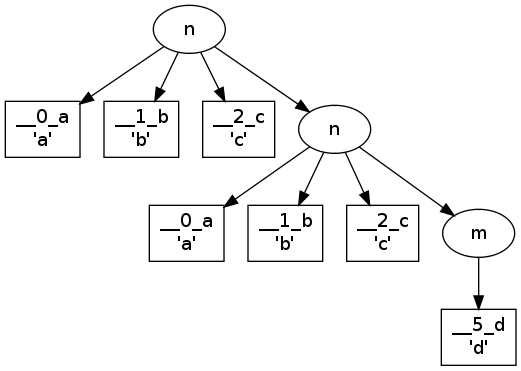 n
__0_a
'a'
__1_b
'b'
__2_c
'c'
n
__0_a
'a'
__1_b
'b'
__2_c
'c'
m
__5_d
'd'